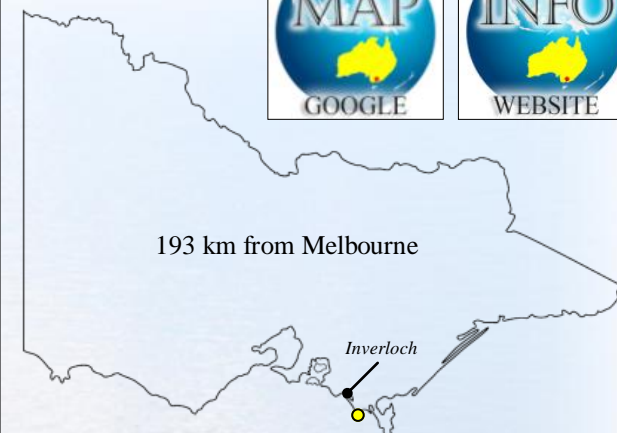 MAP
GOOGLE
INFO
WEBSITE
193 km from Melbourne
Inverloch